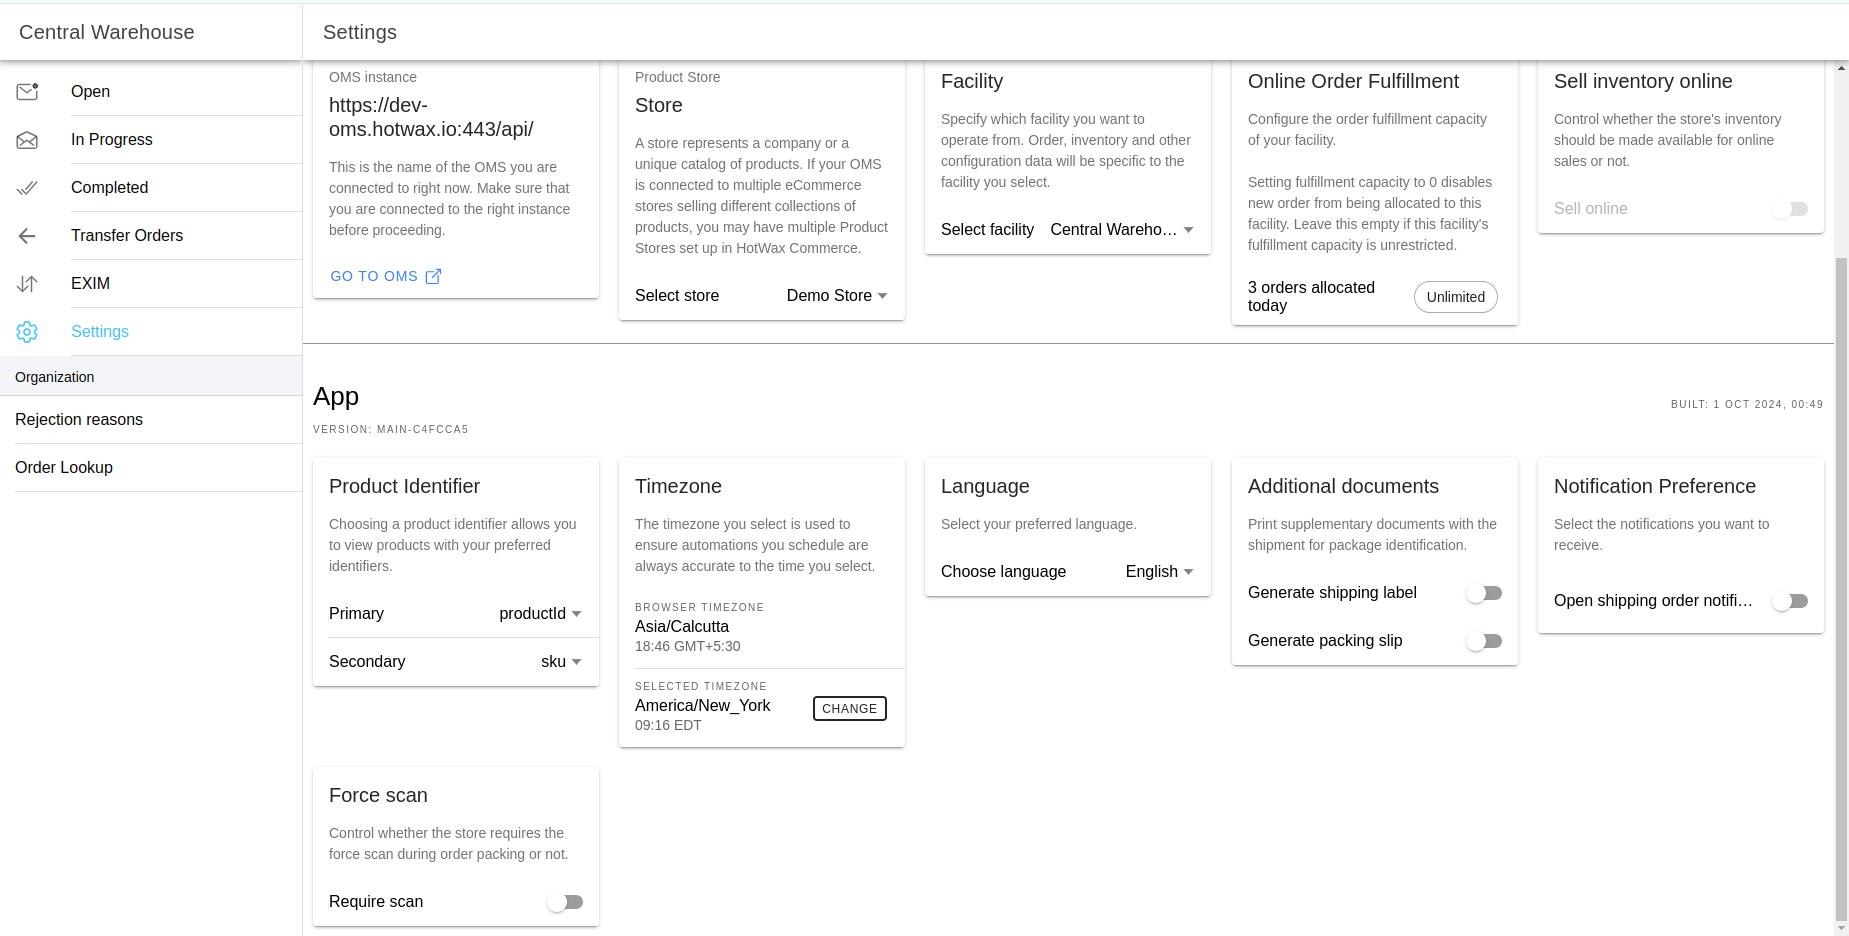 Central Warehouse
Settings
Open
In Progress
Completed
Transfer Orders
EXIM
Settings
Organization
Rejection reasons
Order Lookup
OMS instance
https://dev-
oms.hotwax.io:443/api/
This is the name of the OMS you are
connected to right now. Make sure that
you are connected to the right instance
before proceeding.
GO TO OMS
Product Store
Store
A store represents a company or a
unique catalog of products. If your OMS
is connected to multiple eCommerce
stores selling different collections of
products, you may have multiple Product
Stores set up in HotWax Commerce.
Select store Demo Store
Facility
Specify which facility you want to
operate from. Order, inventory and other
configuration data will be specific to the
facility you select.
Select facility Central Wareho…
Online Order Fulfillment
Configure the order fulfillment capacity
of your facility.
Setting fulfillment capacity to 0 disables
new order from being allocated to this
facility. Leave this empty if this facility's
fulfillment capacity is unrestricted.
3 orders allocated
today
Unlimited
Sell inventory online
Control whether the store's inventory
should be made available for online
sales or not.
Sell online
App
VERSION: MAIN-C4FCCA5
BUILT: 1 OCT 2024, 00:49
Product Identifier
Choosing a product identifier allows you
to view products with your preferred
identifiers.
Primary productId
Secondary sku
Timezone
The timezone you select is used to
ensure automations you schedule are
always accurate to the time you select.
BROWSER TIMEZONE
Asia/Calcutta
18:46 GMT+5:30
SELECTED TIMEZONE
America/New_York
09:16 EDT
CHANGE
Language
Select your preferred language.
Choose language English
Additional documents
Print supplementary documents with the
shipment for package identification.
Generate shipping label
Generate packing slip
Notification Preference
Select the notifications you want to
receive.
Open shipping order notifi…
Force scan
Control whether the store requires the
force scan during order packing or not.
Require scan